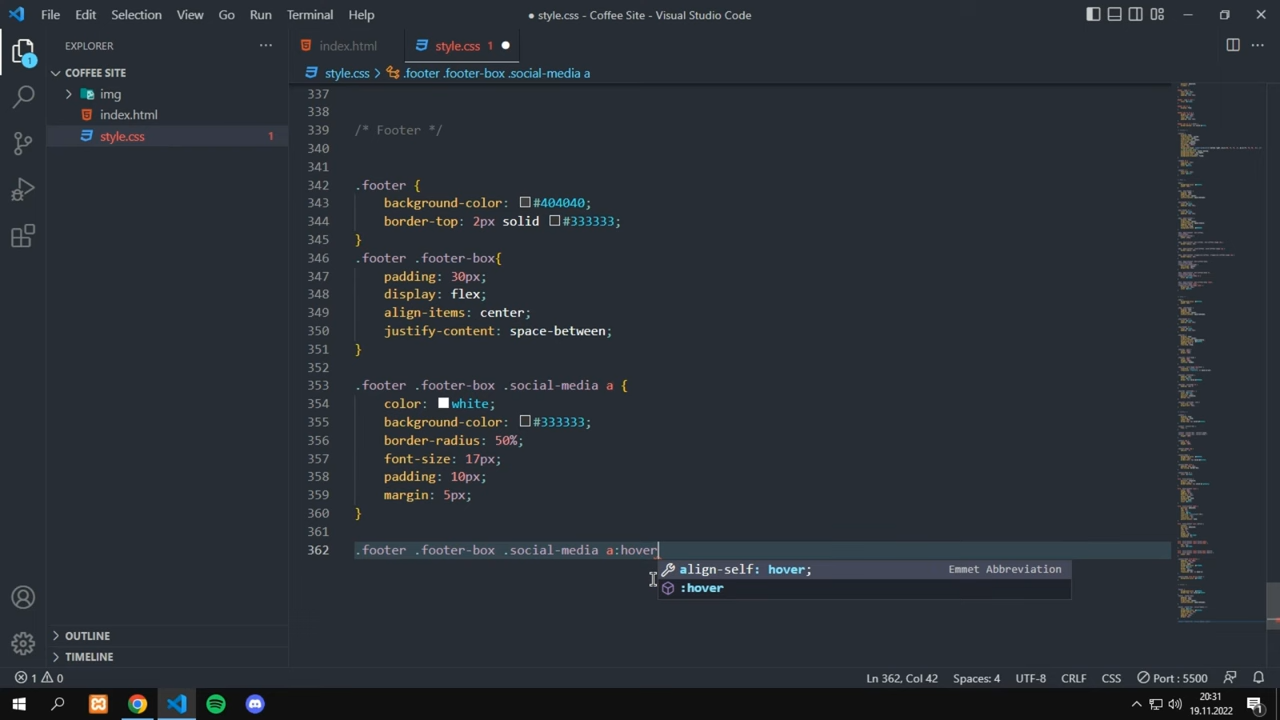 File Edit Selection View Go Run Terminal Help
● style.css - Coffee Site - Visual Studio Code
EXPLORER
COFFEE SITE
img
index.html
style.css 1
OUTLINE
TIMELINE
1
index.html
style.css 1
style.css > .footer .footer-box .social-media a
337
338
339 /* Footer */
340
341
342 .footer {
343 background-color: #404040;
344 border-top: 2px solid #333333;
345 }
346 .footer .footer-box{
347 padding: 30px;
348 display: flex;
349 align-items: center;
350 justify-content: space-between;
351 }
352
353 .footer .footer-box .social-media a {
354 color: white;
355 background-color: #333333;
356 border-radius: 50%;
357 font-size: 17px;
358 padding: 10px;
359 margin: 5px;
360 }
361
362 .footer .footer-box .social-media a:hover
align-self: hover; Emmet Abbreviation
:hover
1 0
Ln 362, Col 42 Spaces: 4 UTF-8 CRLF CSS Port : 5500
20:31
19.11.2022
1